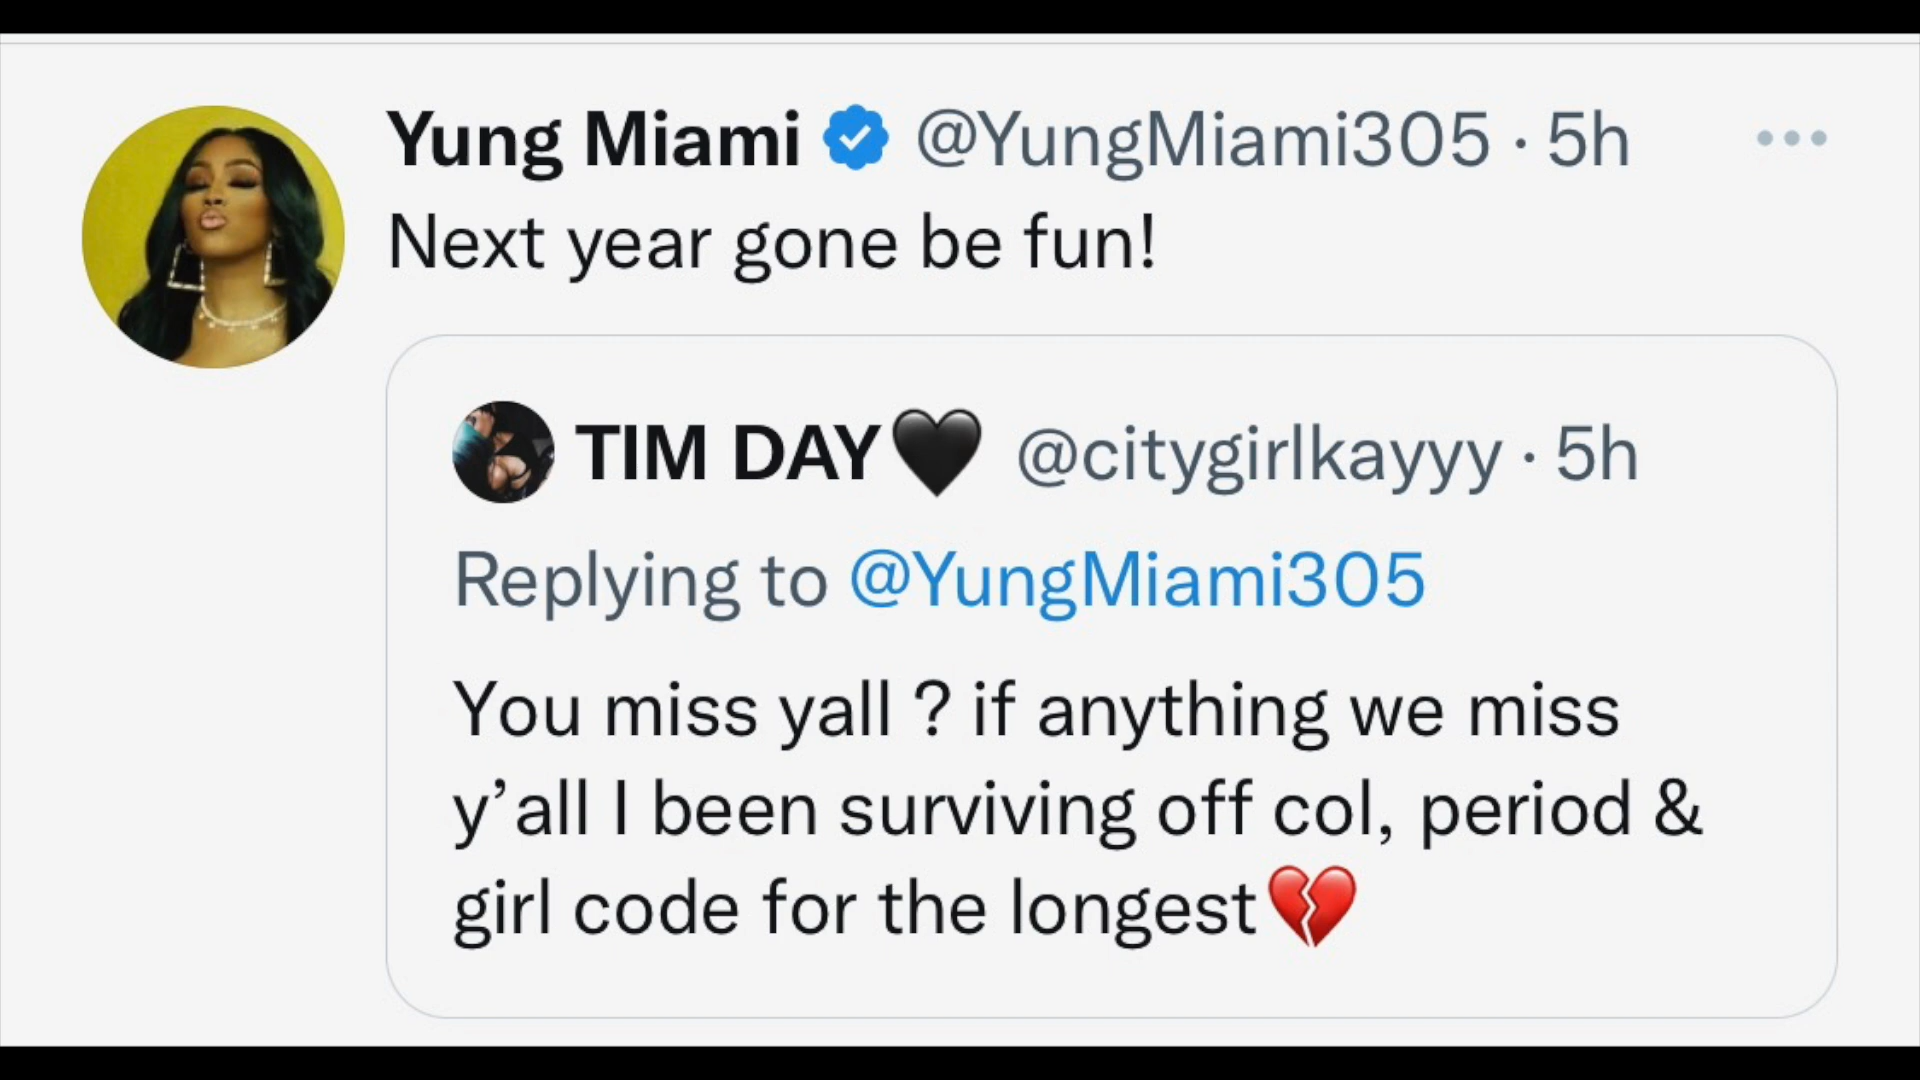 Yung Miami @YungMiami305 · 5h
Next year gone be fun!
TIM DAY🖤 @citygirlkayyy · 5h
Replying to @YungMiami305
You miss yall ? if anything we miss
y’all I been surviving off col, period &
girl code for the longest💔